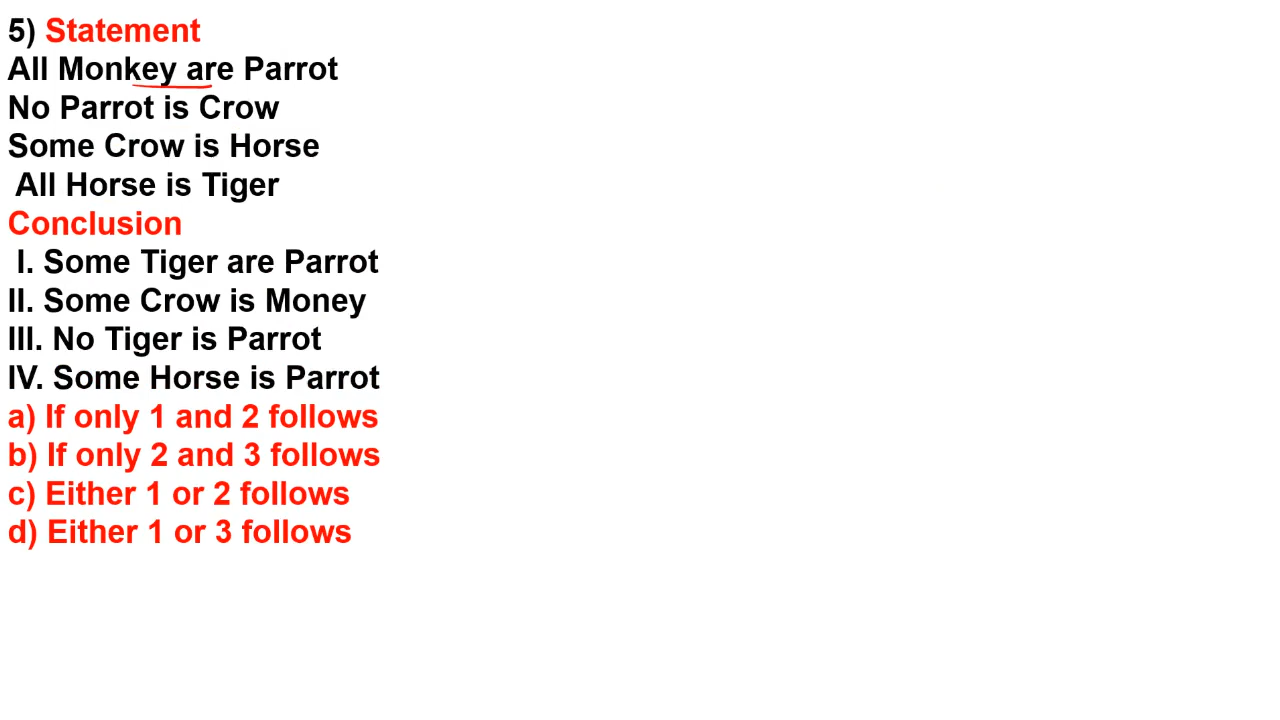 5) Statement
All Monkey are Parrot
No Parrot is Crow
Some Crow is Horse
All Horse is Tiger
Conclusion
I. Some Tiger are Parrot
II. Some Crow is Money
III. No Tiger is Parrot
IV. Some Horse is Parrot
a) If only 1 and 2 follows
b) If only 2 and 3 follows
c) Either 1 or 2 follows
d) Either 1 or 3 follows